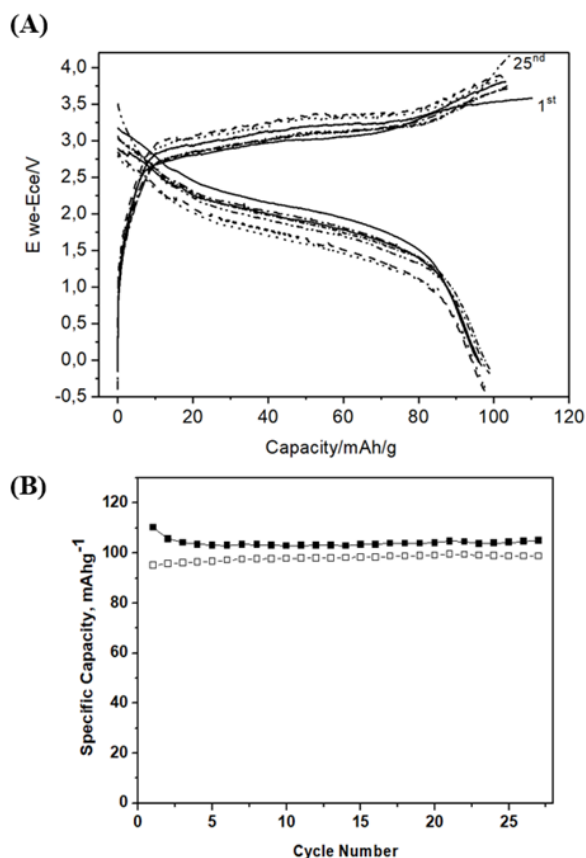 (A)
4,0
3,5
3,0
2,5
2,0
1,5
1,0
0,5
0,0
-0,5
E we-Ece/V
25nd
1st
0 20 40 60 80 100 120
Capacity/mAh/g
(B)
120
100
80
60
40
20
0
Specific Capacity, mAhg-1
0 5 10 15 20 25
Cycle Number